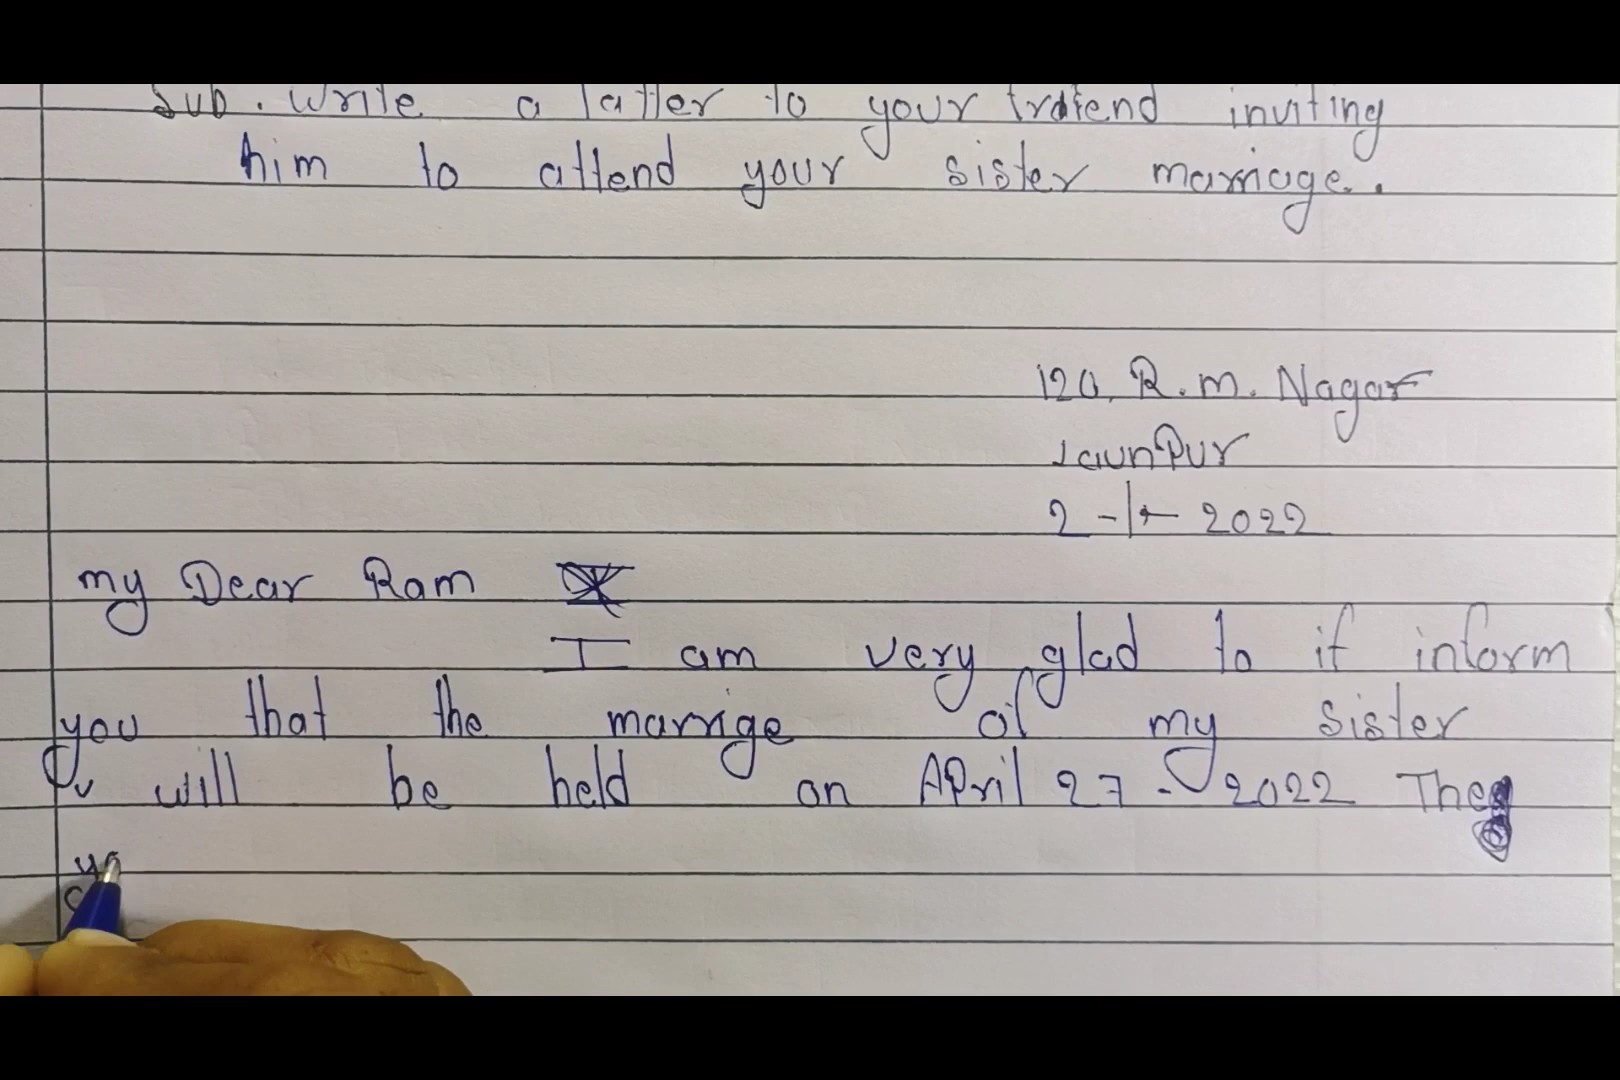 Sub. Write a latter to your friend inviting
him to attend your sister marriage.
120, R.m. Nagar
Jaunpur
2 - 2022
my Dear Ram
I am very glad to if inform
you that the marrige of my sister
will be held on April 27 - 2022 The